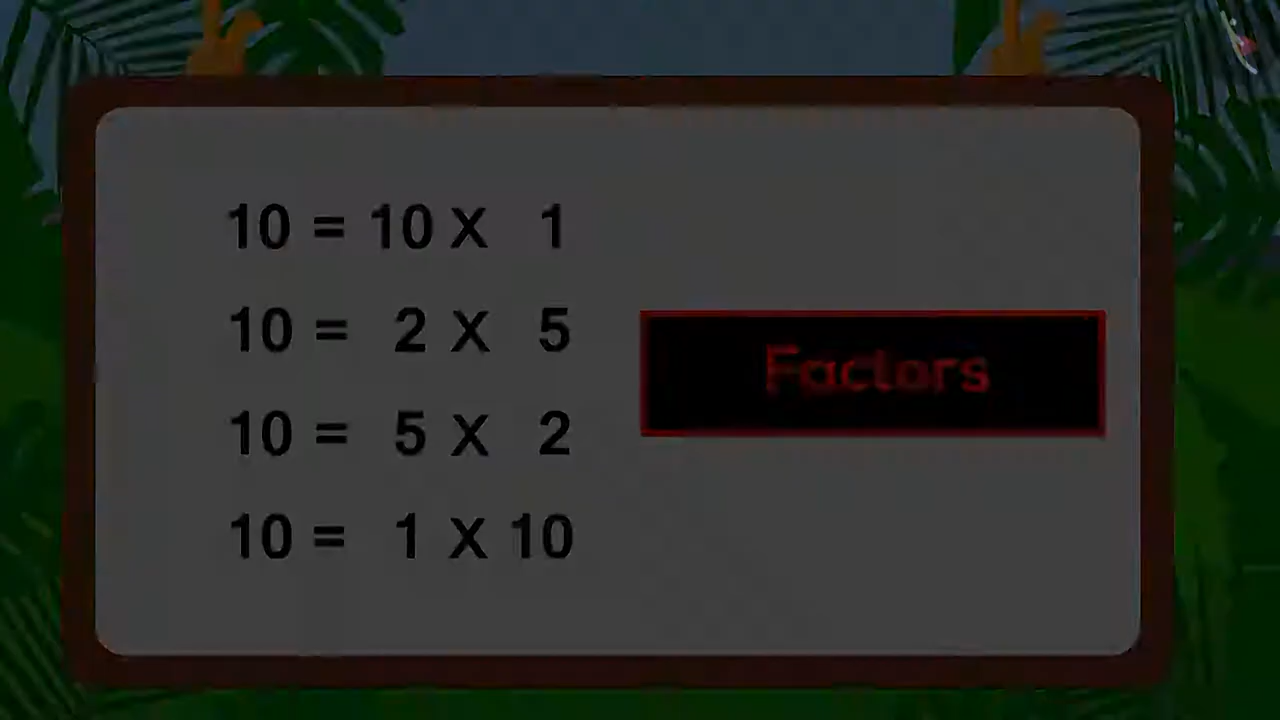 10 = 10 X 1
10 = 2 X 5
10 = 5 X 2
10 = 1 X 10
Factors